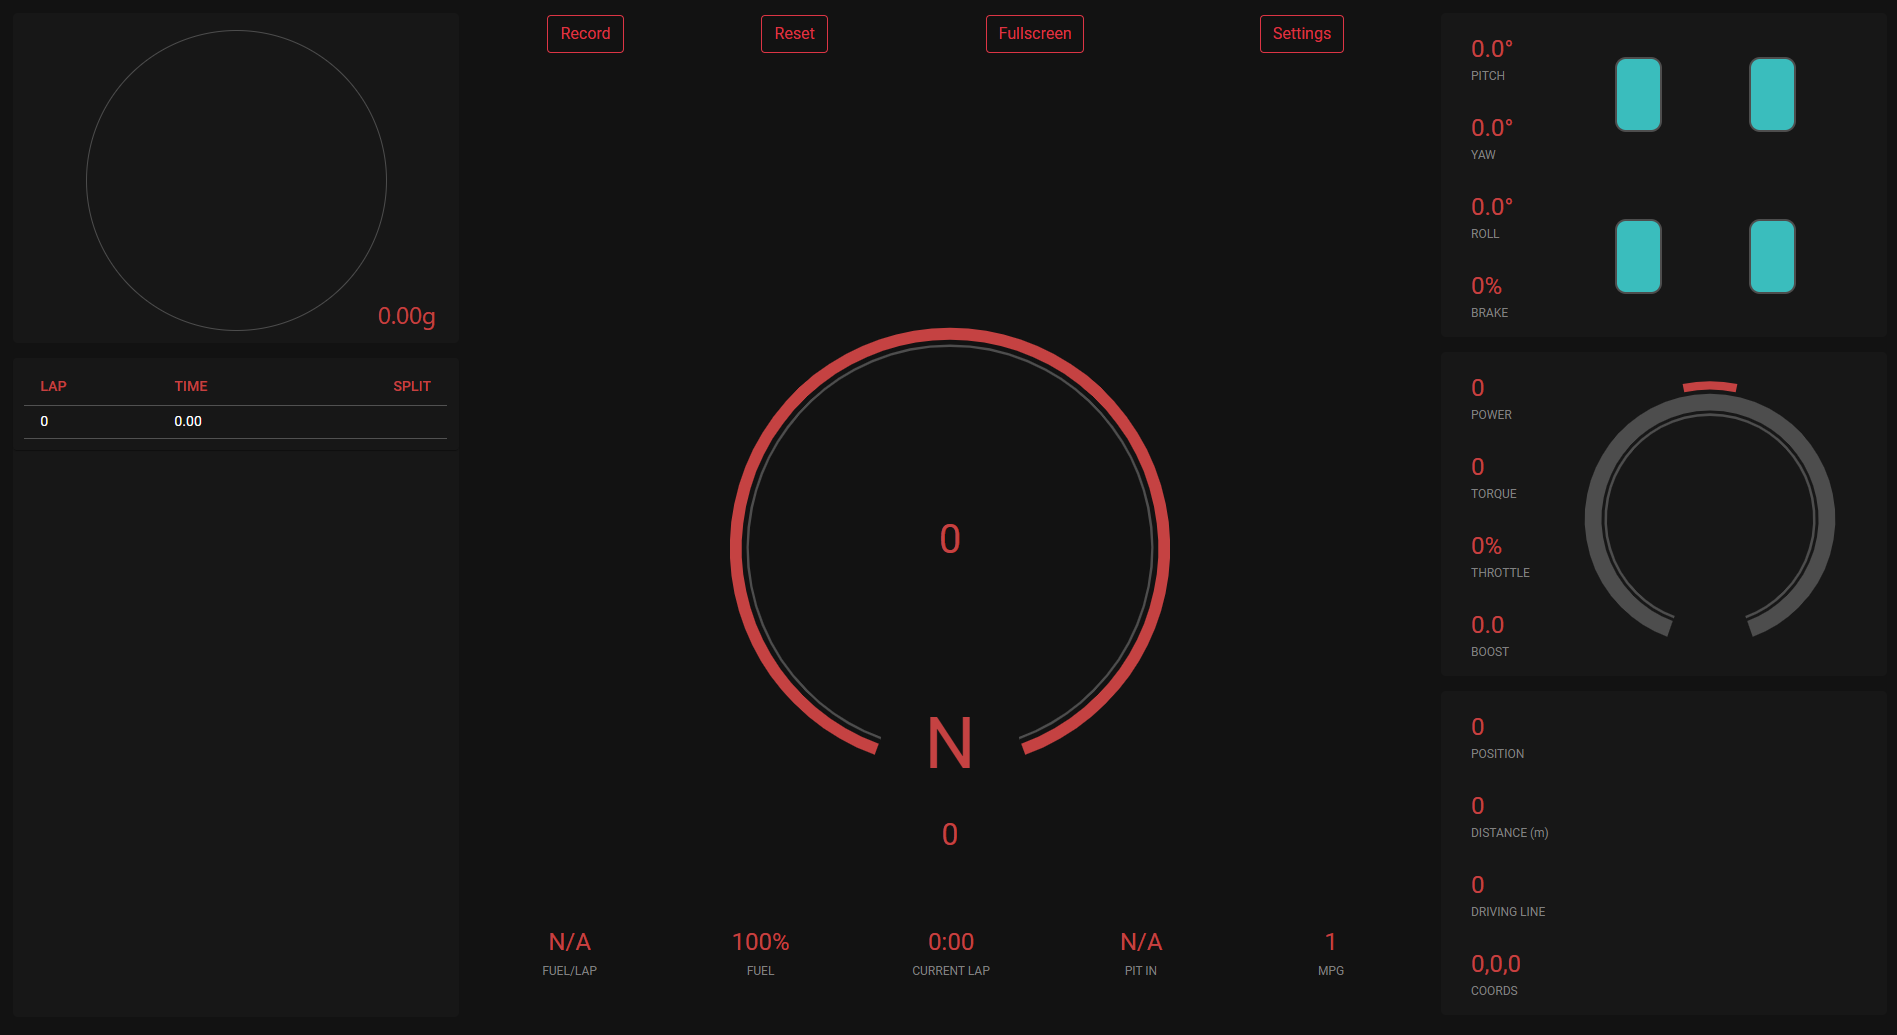 Record
Reset
Fullscreen
Settings
0.00g
LAP TIME SPLIT
0 0.00
0
N
0
N/A
FUEL/LAP
100%
FUEL
0:00
CURRENT LAP
N/A
PIT IN
1
MPG
0.0°
PITCH
0.0°
YAW
0.0°
ROLL
0%
BRAKE
0
POWER
0
TORQUE
0%
THROTTLE
0.0
BOOST
0
POSITION
0
DISTANCE (m)
0
DRIVING LINE
0,0,0
COORDS